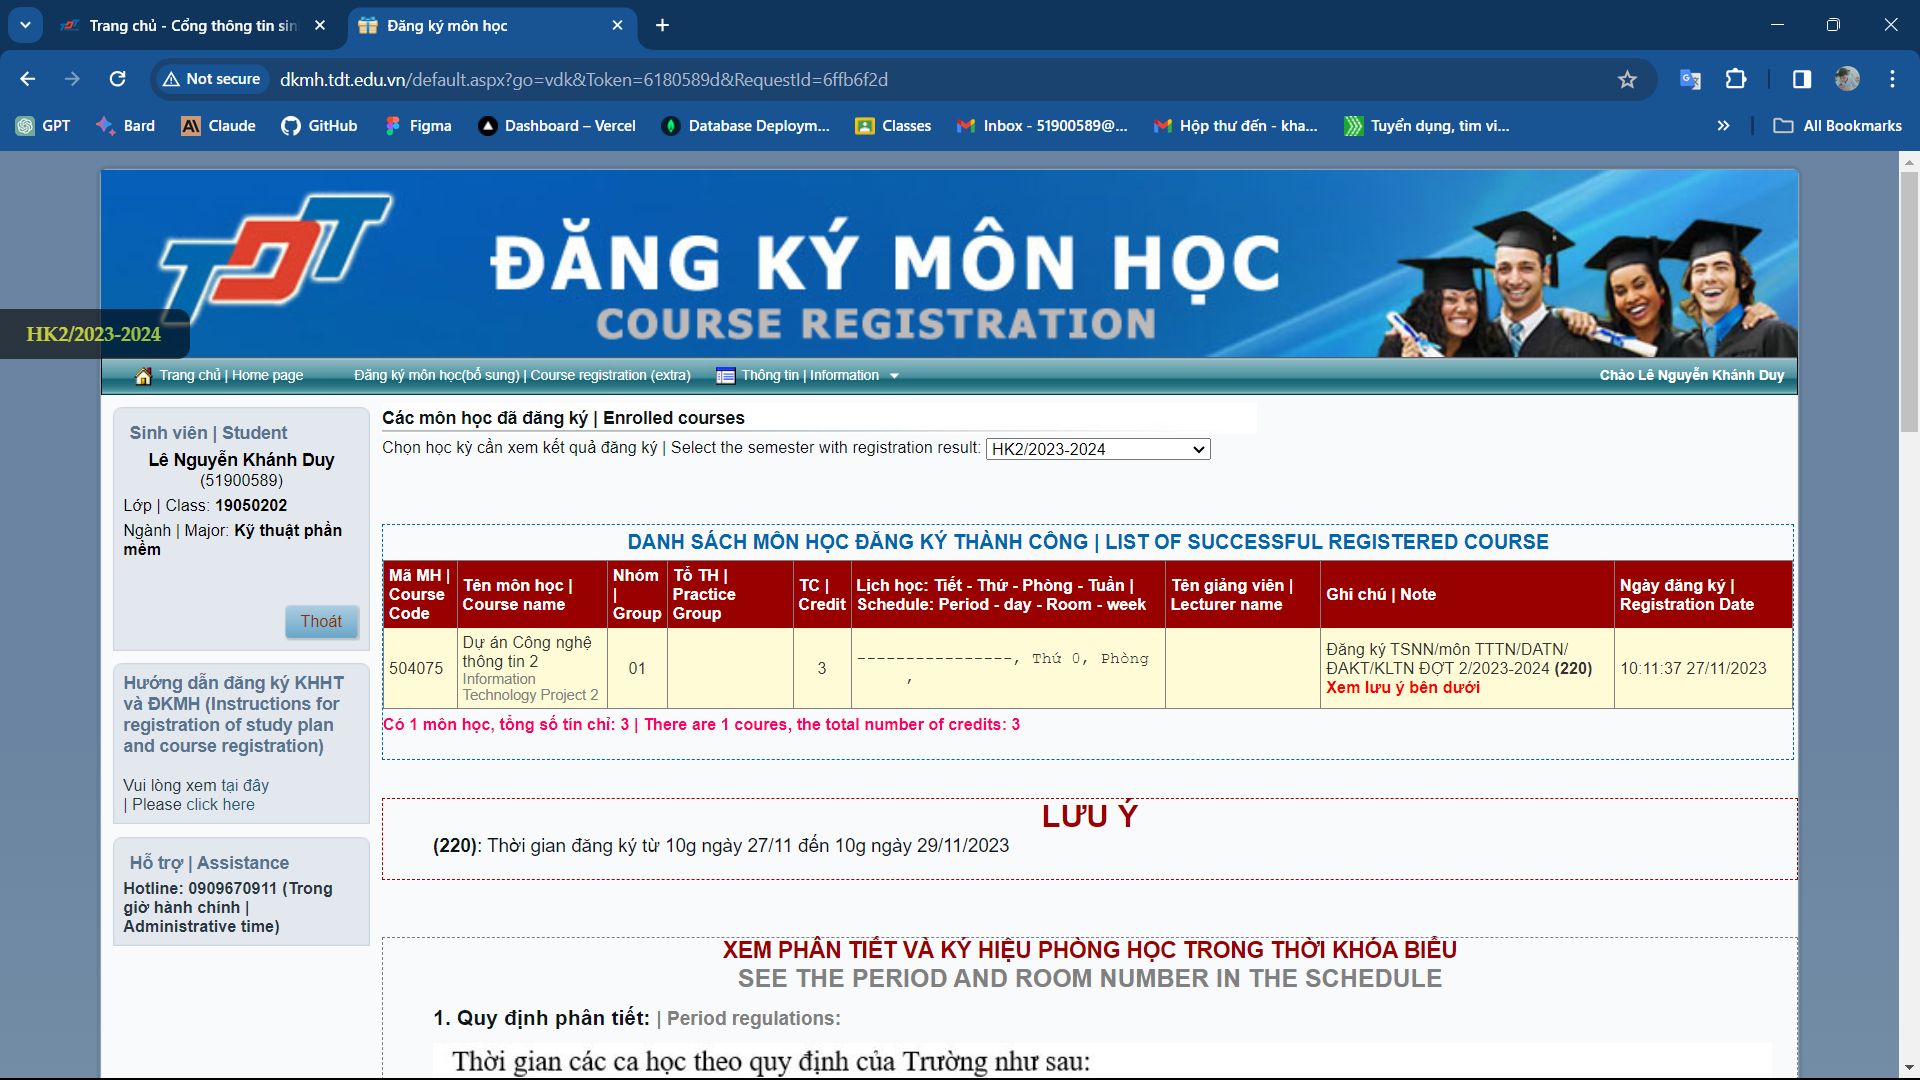 Trang chủ - Cổng thông tin sin
Đăng ký môn học
Not secure
dkmh.tdt.edu.vn/default.aspx?go=vdk&Token=6180589d&RequestId=6ffb6f2d
GPT
Bard
Claude
GitHub
Figma
Dashboard – Vercel
Database Deploym...
Classes
Inbox - 51900589@...
Hộp thư đến - kha...
Tuyển dụng, tìm vi...
All Bookmarks
TDT
ĐĂNG KÝ MÔN HỌC
COURSE REGISTRATION
HK2/2023-2024
Trang chủ | Home page
Đăng ký môn học(bổ sung) | Course registration (extra)
Thông tin | Information
Chào Lê Nguyễn Khánh Duy
Sinh viên | Student
Lê Nguyễn Khánh Duy
(51900589)
Lớp | Class: 19050202
Ngành | Major: Kỹ thuật phần
mềm
Thoát
Hướng dẫn đăng ký KHHT
và ĐKMH (Instructions for
registration of study plan
and course registration)
Vui lòng xem tại đây
| Please click here
Hỗ trợ | Assistance
Hotline: 0909670911 (Trong
giờ hành chính |
Administrative time)
Các môn học đã đăng ký | Enrolled courses
Chọn học kỳ cần xem kết quả đăng ký | Select the semester with registration result: HK2/2023-2024
DANH SÁCH MÔN HỌC ĐĂNG KÝ THÀNH CÔNG | LIST OF SUCCESSFUL REGISTERED COURSE
Mã MH |
Course
Code
Tên môn học |
Course name
Nhóm
|
Group
Tổ TH |
Practice
Group
TC |
Credit
Lịch học: Tiết - Thứ - Phòng - Tuần |
Schedule: Period - day - Room - week
Tên giảng viên |
Lecturer name
Ghi chú | Note
Ngày đăng ký |
Registration Date
504075
Dự án Công nghệ
thông tin 2
Information
Technology Project 2
01
3
----------------, Thứ 0, Phòng
,
Đăng ký TSNN/môn TTTN/DATN/
ĐAKT/KLTN ĐỢT 2/2023-2024 (220)
Xem lưu ý bên dưới
10:11:37 27/11/2023
Có 1 môn học, tổng số tín chỉ: 3 | There are 1 coures, the total number of credits: 3
LƯU Ý
(220): Thời gian đăng ký từ 10g ngày 27/11 đến 10g ngày 29/11/2023
XEM PHÂN TIẾT VÀ KÝ HIỆU PHÒNG HỌC TRONG THỜI KHÓA BIỂU
SEE THE PERIOD AND ROOM NUMBER IN THE SCHEDULE
1. Quy định phân tiết: | Period regulations:
Thời gian các ca học theo quy định của Trường như sau: